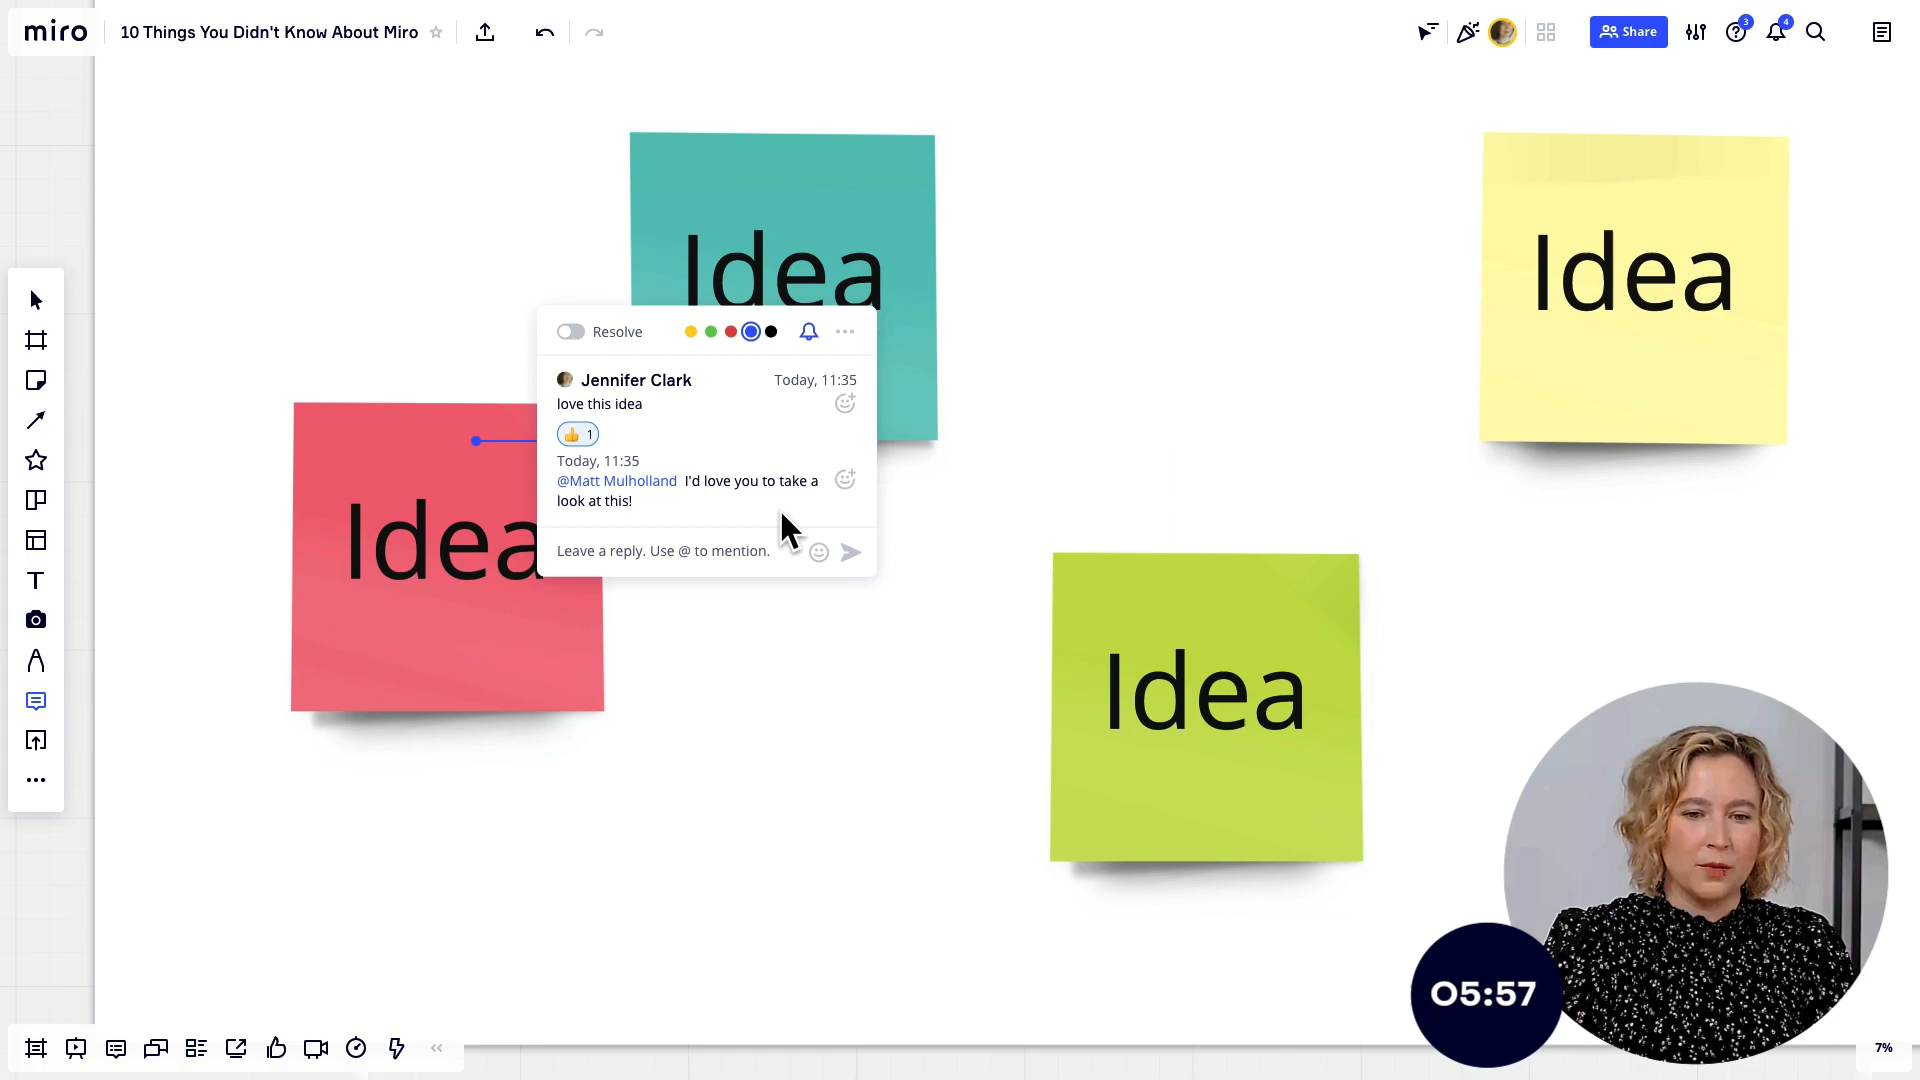 miro
10 Things You Didn't Know About Miro
Share
3
4
Idea
Idea
Resolve
Jennifer Clark
Today, 11:35
love this idea
👍 1
Today, 11:35
@Matt Mulholland I'd love you to take a
look at this!
Leave a reply. Use @ to mention.
Idea
Idea
05:57
7%